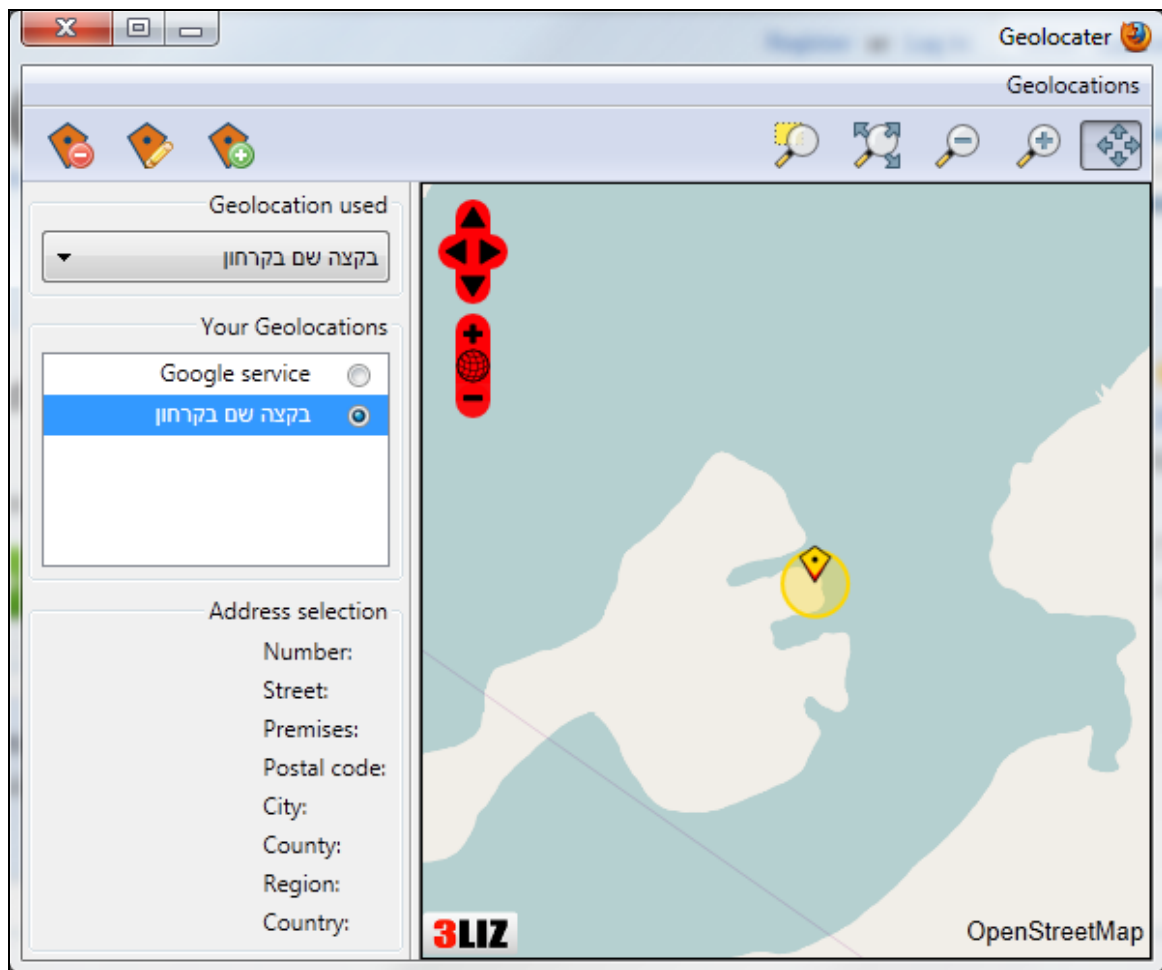 Geolocater
Geolocations
Geolocation used
בקצה שם בקרחון
Your Geolocations
Google service
בקצה שם בקרחון
Address selection
Number:
Street:
Premises:
Postal code:
City:
County:
Region:
Country:
3LIZ
OpenStreetMap